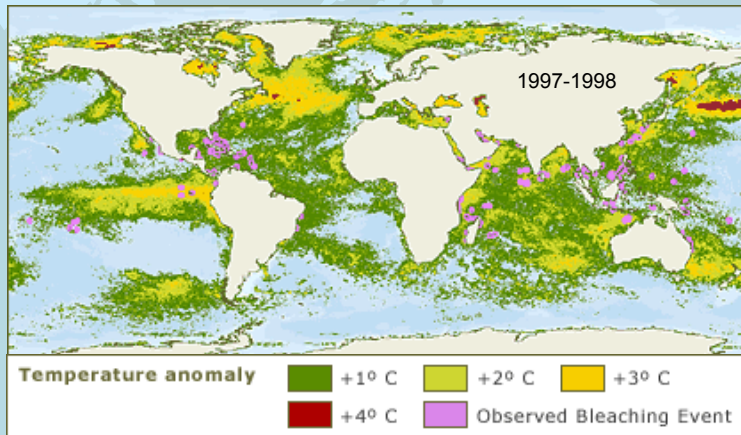 1997-1998
Temperature anomaly
+1º C
+2º C
+3º C
+4º C
Observed Bleaching Event